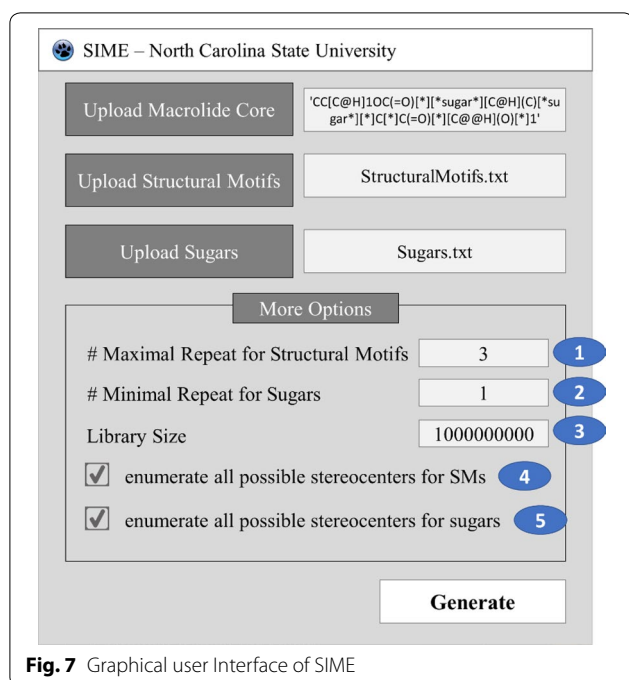 SIME – North Carolina State University
Upload Macrolide Core
'CC[C@H]1OC(=O)[*][*sugar*][C@H](C)[*su
gar*][*]C[*]C(=O)[*][C@@H](O)[*]1'
Upload Structural Motifs
StructuralMotifs.txt
Upload Sugars
Sugars.txt
More Options
# Maximal Repeat for Structural Motifs 3 1
# Minimal Repeat for Sugars 1 2
Library Size 1000000000 3
enumerate all possible stereocenters for SMs 4
enumerate all possible stereocenters for sugars 5
Generate
Fig. 7 Graphical user Interface of SIME